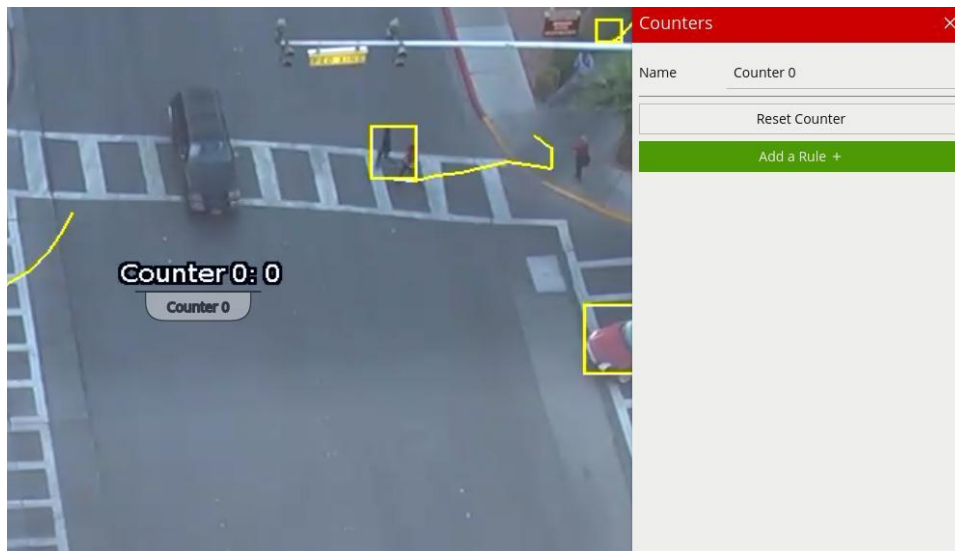 Counters
Name Counter 0
Reset Counter
Add a Rule +
Counter 0: 0
Counter 0